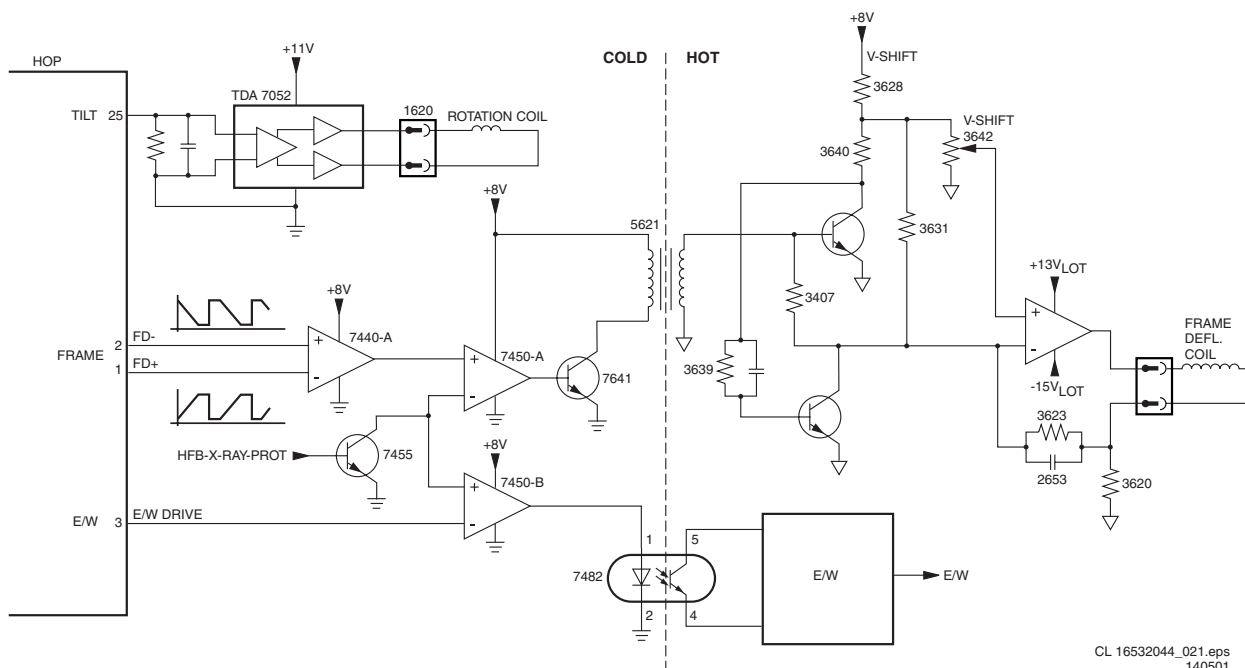 HOP
+11V
COLD
HOT
+8V
V-SHIFT
3628
TILT 25
TDA 7052
1620
ROTATION COIL
V-SHIFT
3642
3640
+8V
5621
3631
3407
+13VLOT
+8V
FD-
2
7440-A
FRAME
1
FD+
7450-A
7641
3639
-15VLOT
FRAME
DEFL.
COIL
+
-
+
-
+
-
HFB-X-RAY-PROT
7455
+8V
7450-B
3623
2653
3620
E/W 3
E/W DRIVE
+
-
1
5
7482
2
4
E/W
E/W
CL 16532044_021.eps
140501